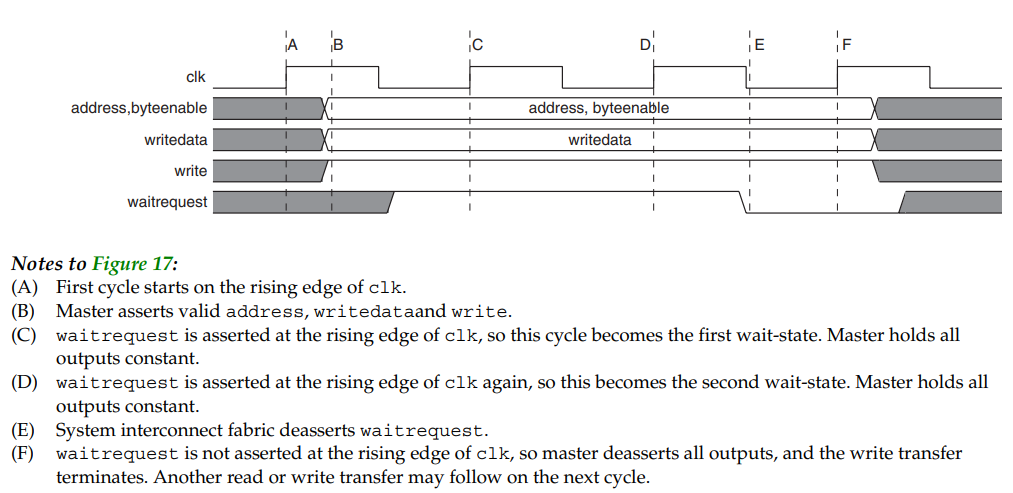 A B C D E F
clk
address,byteenable address, byteenable
writedata writedata
write
waitrequest
Notes to Figure 17:
(A) First cycle starts on the rising edge of clk.
(B) Master asserts valid address, writedataand write.
(C) waitrequest is asserted at the rising edge of clk, so this cycle becomes the first wait-state. Master holds all
outputs constant.
(D) waitrequest is asserted at the rising edge of clk again, so this becomes the second wait-state. Master holds all
outputs constant.
(E) System interconnect fabric deasserts waitrequest.
(F) waitrequest is not asserted at the rising edge of clk, so master deasserts all outputs, and the write transfer
terminates. Another read or write transfer may follow on the next cycle.